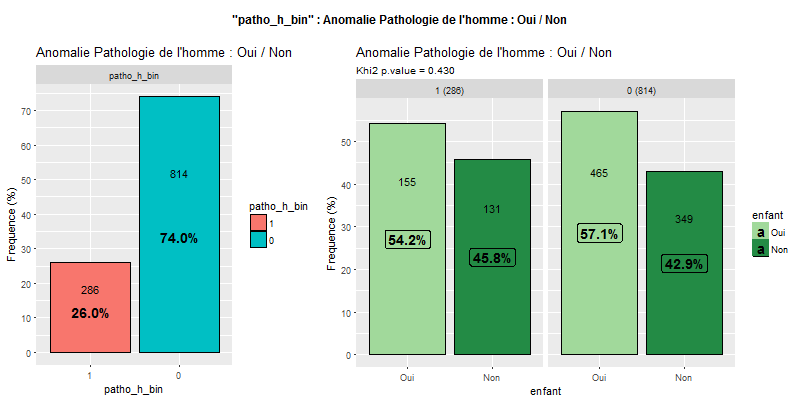 "patho_h_bin" : Anomalie Pathologie de l'homme : Oui / Non
Anomalie Pathologie de l'homme : Oui / Non
patho_h_bin
Frequence (%)
70
60
50
40
30
20
10
0
814
74.0%
286
26.0%
1
0
patho_h_bin
patho_h_bin
1
0
Anomalie Pathologie de l'homme : Oui / Non
Khi2 p.value = 0.430
1 (286)
0 (814)
Frequence (%)
50
40
30
20
10
0
155
54.2%
131
45.8%
465
57.1%
349
42.9%
Oui
Non
Oui
Non
enfant
enfant
a Oui
a Non